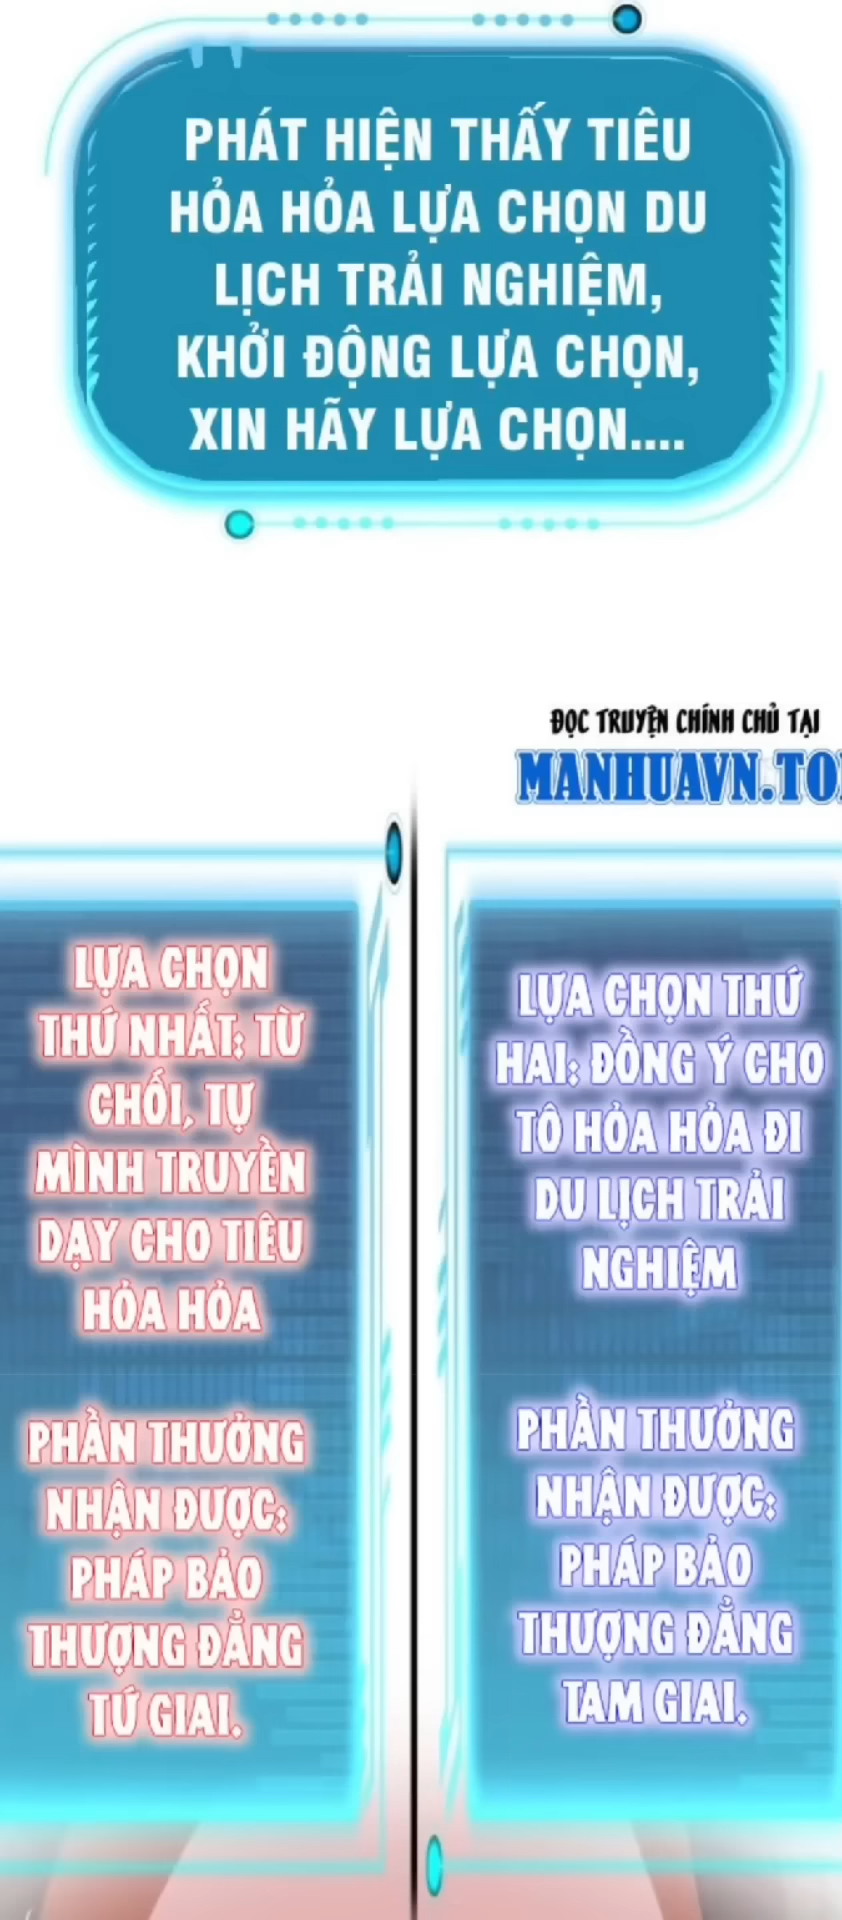 PHÁT HIỆN THẤY TIÊU
HỎA HỎA LỰA CHỌN DU
LỊCH TRẢI NGHIỆM,
KHỞI ĐỘNG LỰA CHỌN,
XIN HÃY LỰA CHỌN....
ĐỌC TRUYỆN CHÍNH CHỦ TẠI
MANHUAVN.TO
LỰA CHỌN
THỨ NHẤT: TỪ
CHỐI, TỰ
MÌNH TRUYỀN
DẠY CHO TIÊU
HỎA HỎA
PHẦN THƯỞNG
NHẬN ĐƯỢC:
PHÁP BẢO
THƯỢNG ĐẲNG
TỨ GIAI.
LỰA CHỌN THỨ
HAI: ĐỒNG Ý CHO
TÔ HỎA HỎA ĐI
DU LỊCH TRẢI
NGHIỆM
PHẦN THƯỞNG
NHẬN ĐƯỢC:
PHÁP BẢO
THƯỢNG ĐẲNG
TAM GIAI.